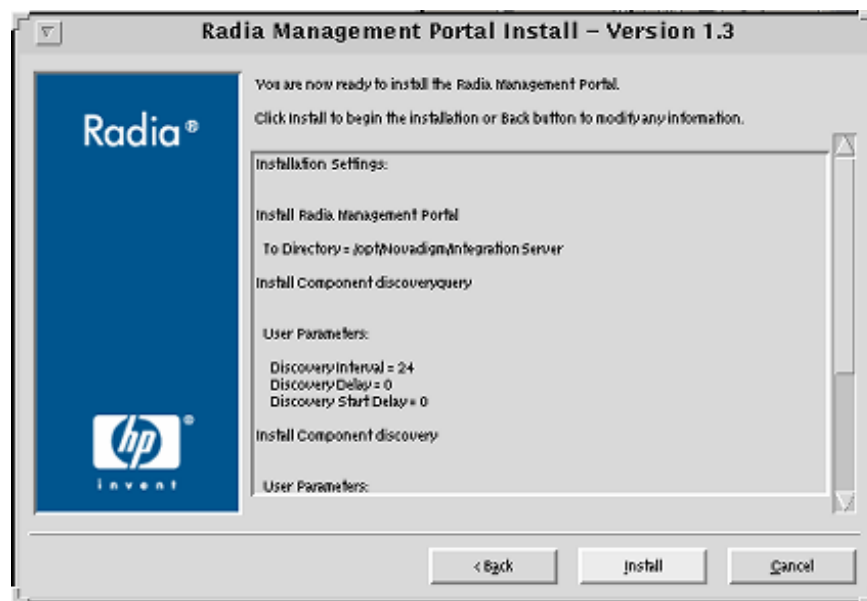 Radia Management Portal Install – Version 1.3
Radia®
You are now ready to install the Radia Management Portal.
Click Install to begin the installation or Back button to modify any information.
Installation Settings:
Install Radia Management Portal
To Directory = /opt/Novadigm/Integration Server
Install Component discoveryquery
User Parameters:
Discovery Interval = 24
Discovery Delay = 0
Discovery Start Delay = 0
Install Component discovery
User Parameters:
hp®
invent
< Back
Install
Cancel